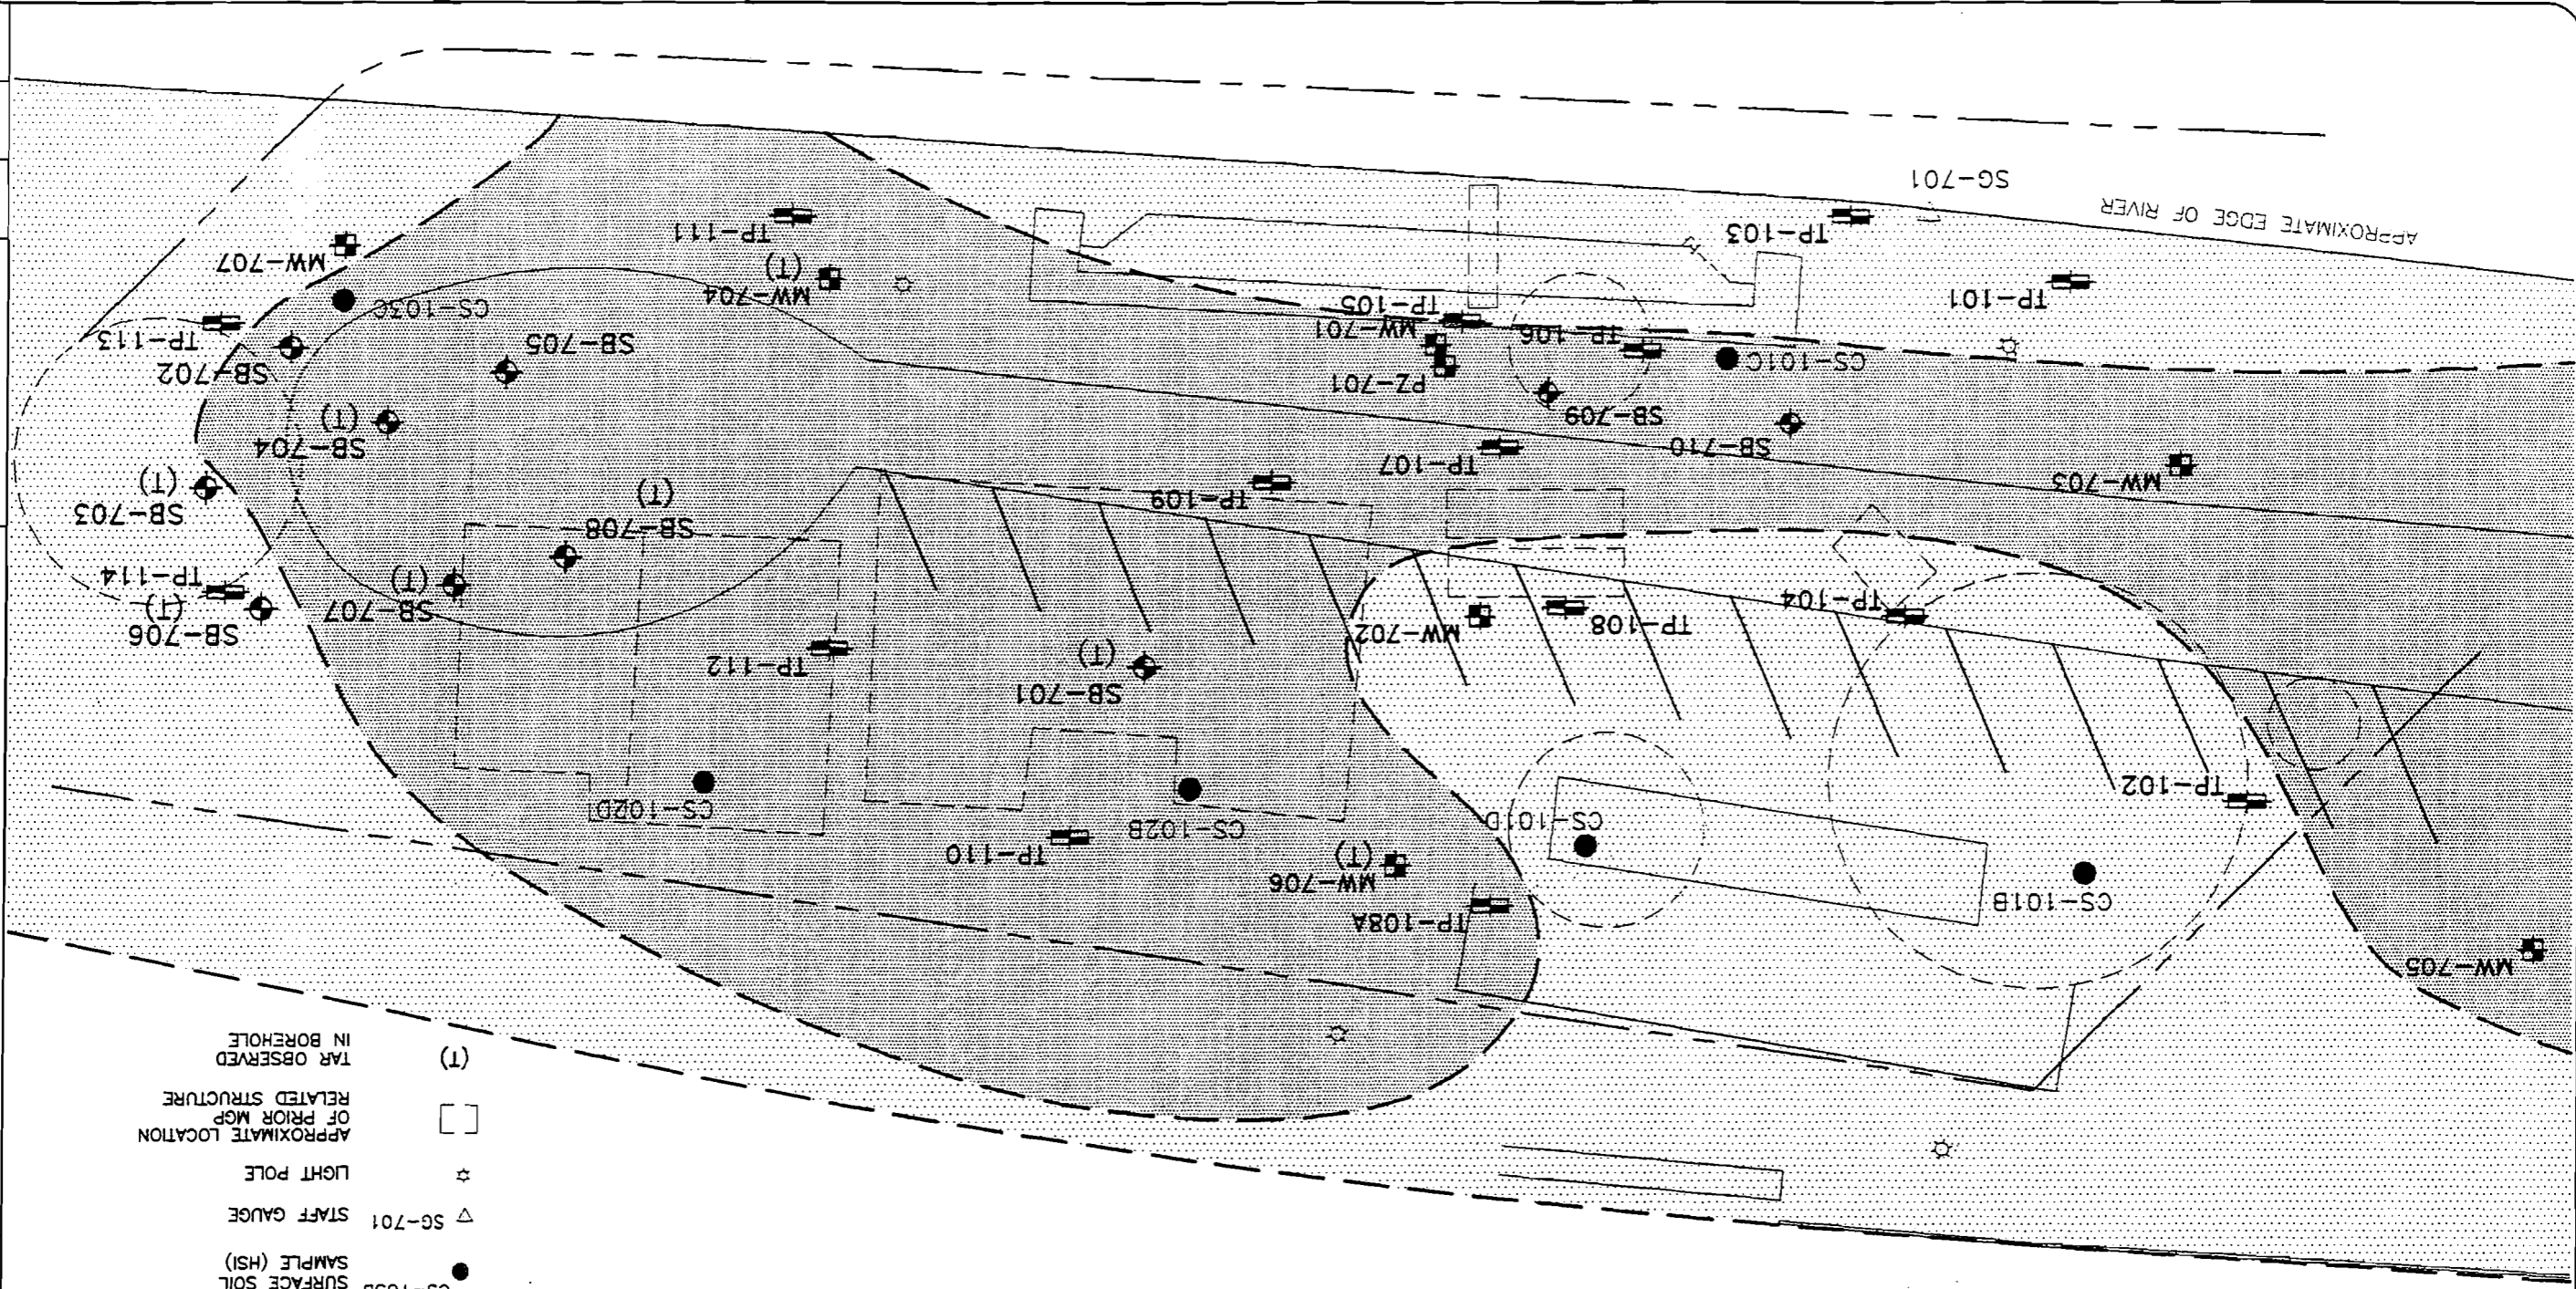 CS-103B
SURFACE SOIL
SAMPLE (HSI)
SG-701
STAFF GAUGE
LIGHT POLE
APPROXIMATE LOCATION
OF PRIOR MGP
RELATED STRUCTURE
(T)
TAR OBSERVED
IN BOREHOLE
MW-705
CS-101B
TP-108A
MW-706
(T)
TP-110
CS-101D
CS-102B
CS-102D
TP-102
SB-701
(T)
TP-112
MW-702
TP-108
TP-104
SB-706
(T)
TP-114
SB-707
(T)
SB-708
(T)
SB-703
(T)
MW-703
TP-107
TP-109
SB-710
SB-709
SB-704
(T)
PZ-701
SB-702
CS-101C
TP-106
MW-701
TP-105
SB-705
TP-113
CS-103C
TP-101
MW-704
(T)
MW-707
TP-103
TP-111
APPROXIMATE EDGE OF RIVER
SG-701